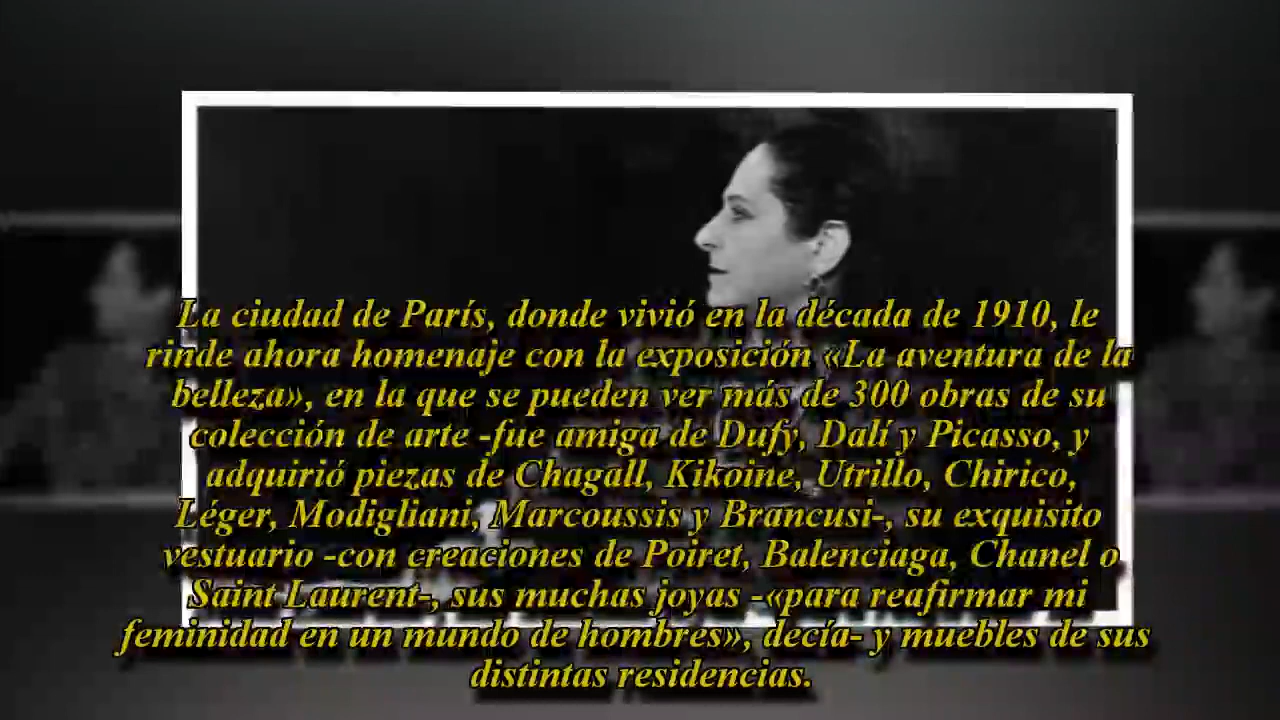 La ciudad de París, donde vivió en la década de 1910, le
rinde ahora homenaje con la exposición «La aventura de la
belleza», en la que se pueden ver más de 300 obras de su
colección de arte -fue amiga de Dufy, Dalí y Picasso, y
adquirió piezas de Chagall, Kikoine, Utrillo, Chirico,
Léger, Modigliani, Marcoussis y Brancusi-, su exquisito
vestuario -con creaciones de Poiret, Balenciaga, Chanel o
Saint Laurent-, sus muchas joyas -«para reafirmar mi
feminidad en un mundo de hombres», decía- y muebles de sus
distintas residencias.